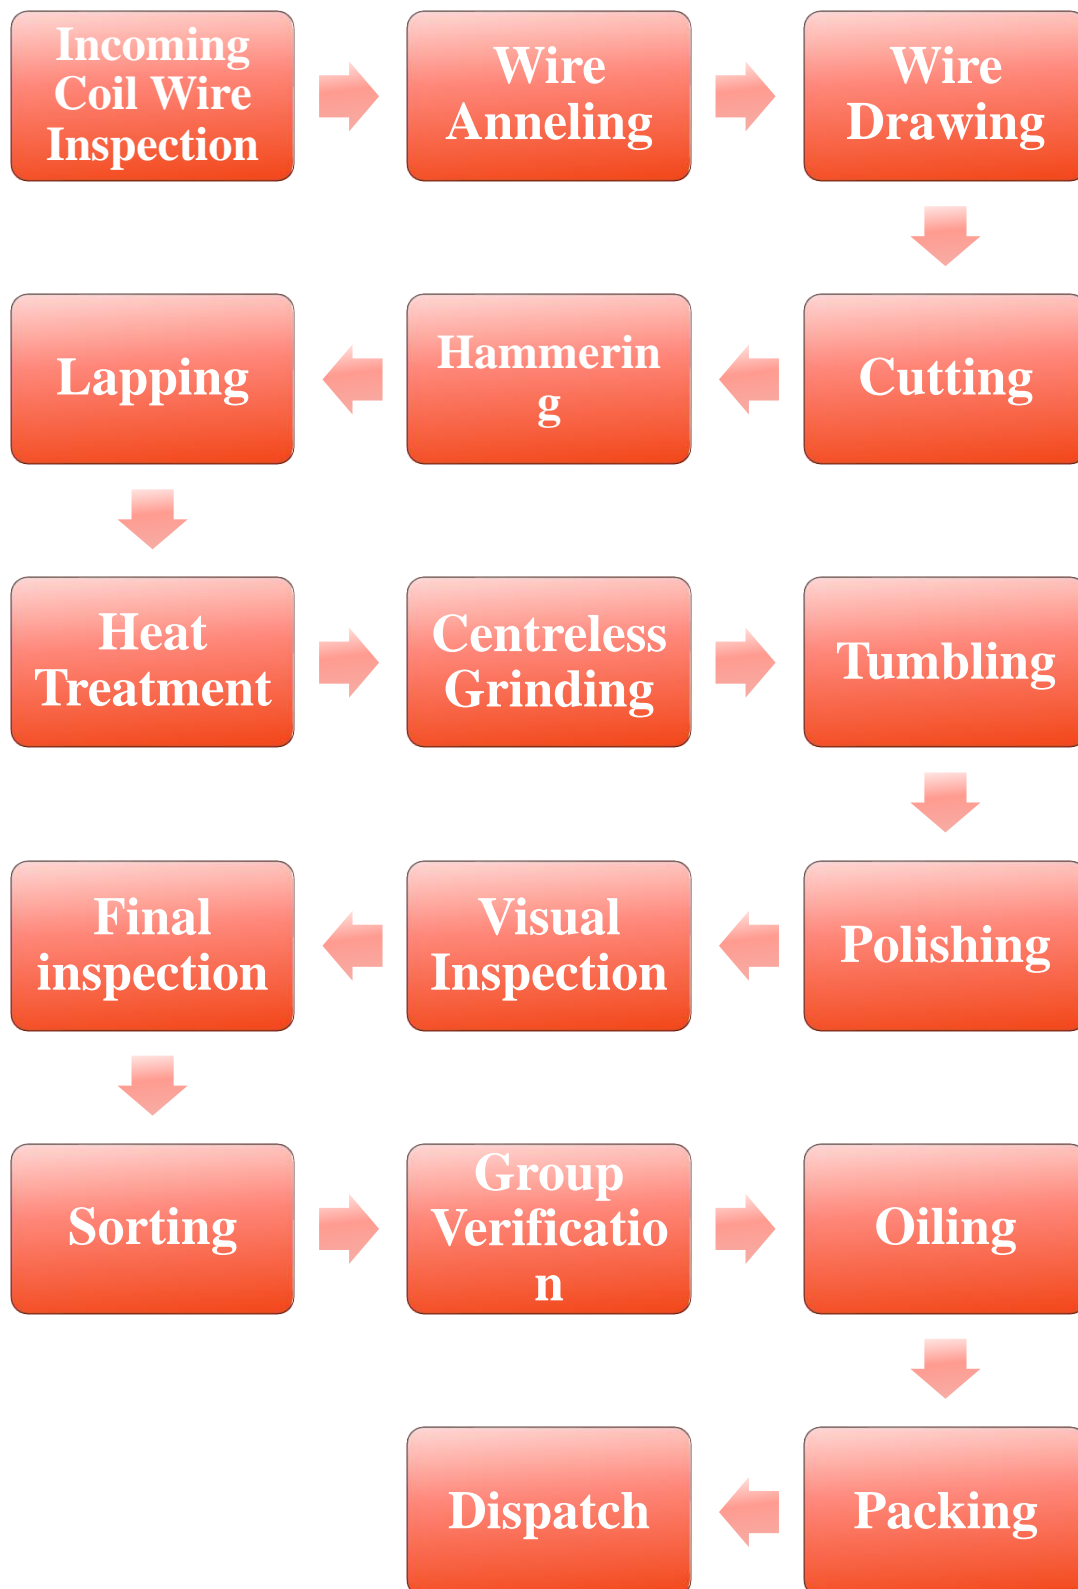 Incoming
Coil Wire
Inspection
Wire
Anneling
Wire
Drawing
Cutting
Hammerin
g
Lapping
Heat
Treatment
Centreless
Grinding
Tumbling
Polishing
Visual
Inspection
Final
inspection
Sorting
Group
Verificatio
n
Oiling
Packing
Dispatch